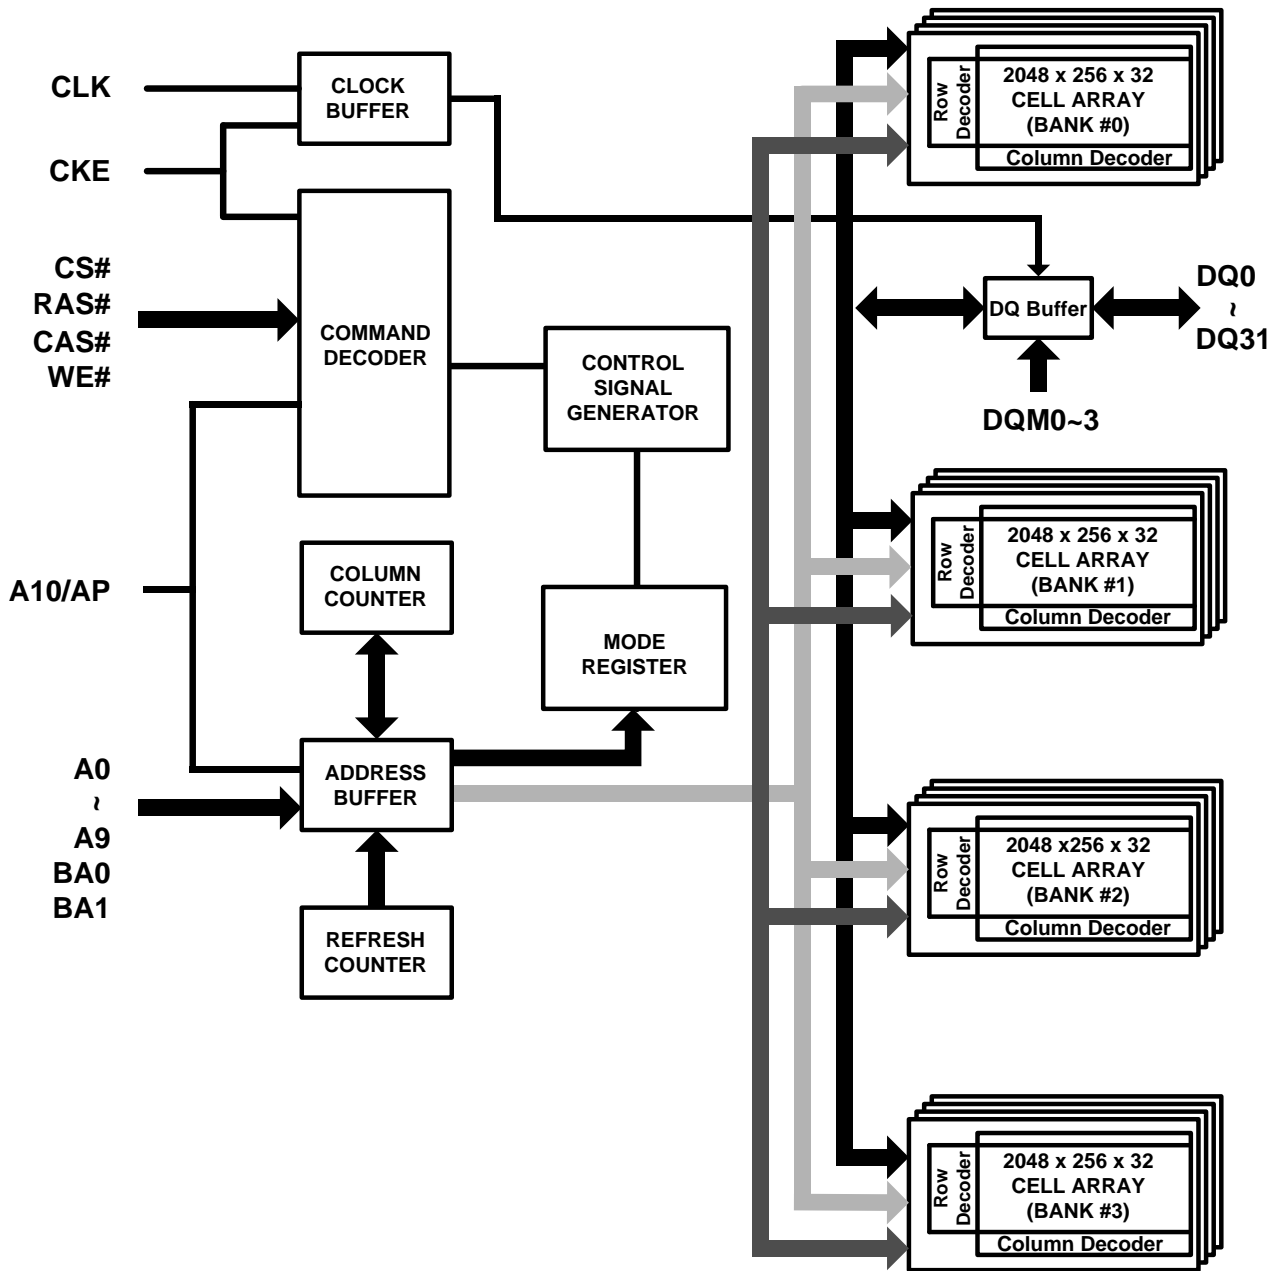 CLK
CKE
CS#
RAS#
CAS#
WE#
A10/AP
A0
~
A9
BA0
BA1
CLOCK
BUFFER
COMMAND
DECODER
CONTROL
SIGNAL
GENERATOR
COLUMN
COUNTER
MODE
REGISTER
ADDRESS
BUFFER
REFRESH
COUNTER
Row
Decoder
2048 x 256 x 32
CELL ARRAY
(BANK #0)
Column Decoder
DQ Buffer
DQ0
~
DQ31
DQM0~3
Row
Decoder
2048 x 256 x 32
CELL ARRAY
(BANK #1)
Column Decoder
Row
Decoder
2048 x256 x 32
CELL ARRAY
(BANK #2)
Column Decoder
Row
Decoder
2048 x 256 x 32
CELL ARRAY
(BANK #3)
Column Decoder